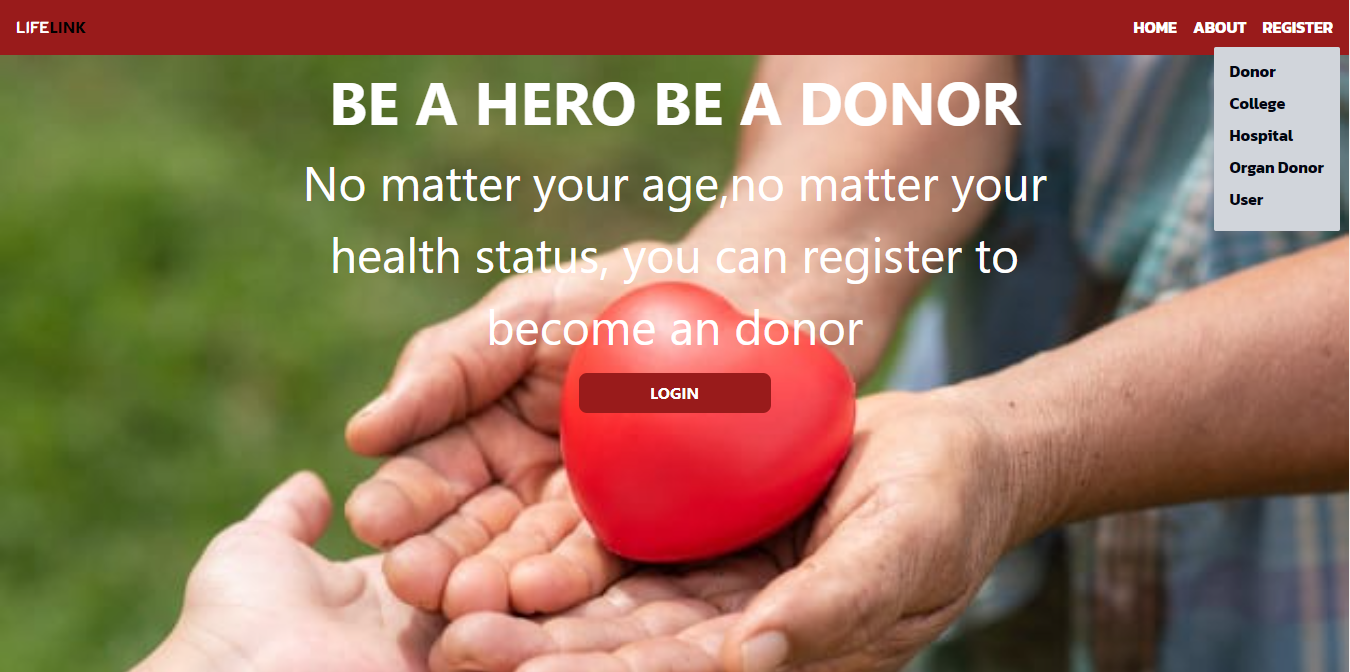 LIFELINK
HOME ABOUT REGISTER
Donor
College
Hospital
Organ Donor
User
BE A HERO BE A DONOR
No matter your age,no matter your
health status, you can register to
become an donor
LOGIN